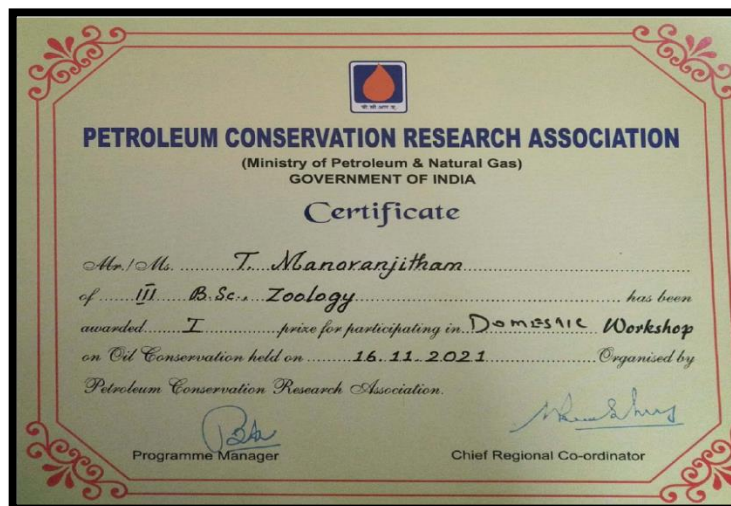 PETROLEUM CONSERVATION RESEARCH ASSOCIATION
(Ministry of Petroleum & Natural Gas)
GOVERNMENT OF INDIA
Certificate
Mr./Ms. T. Manoranjitham
of III B.Sc., Zoology has been
awarded I prize for participating in Domestic Workshop
on Oil Conservation held on 16.11.2021 Organised by
Petroleum Conservation Research Association.
Programme Manager Chief Regional Co-ordinator